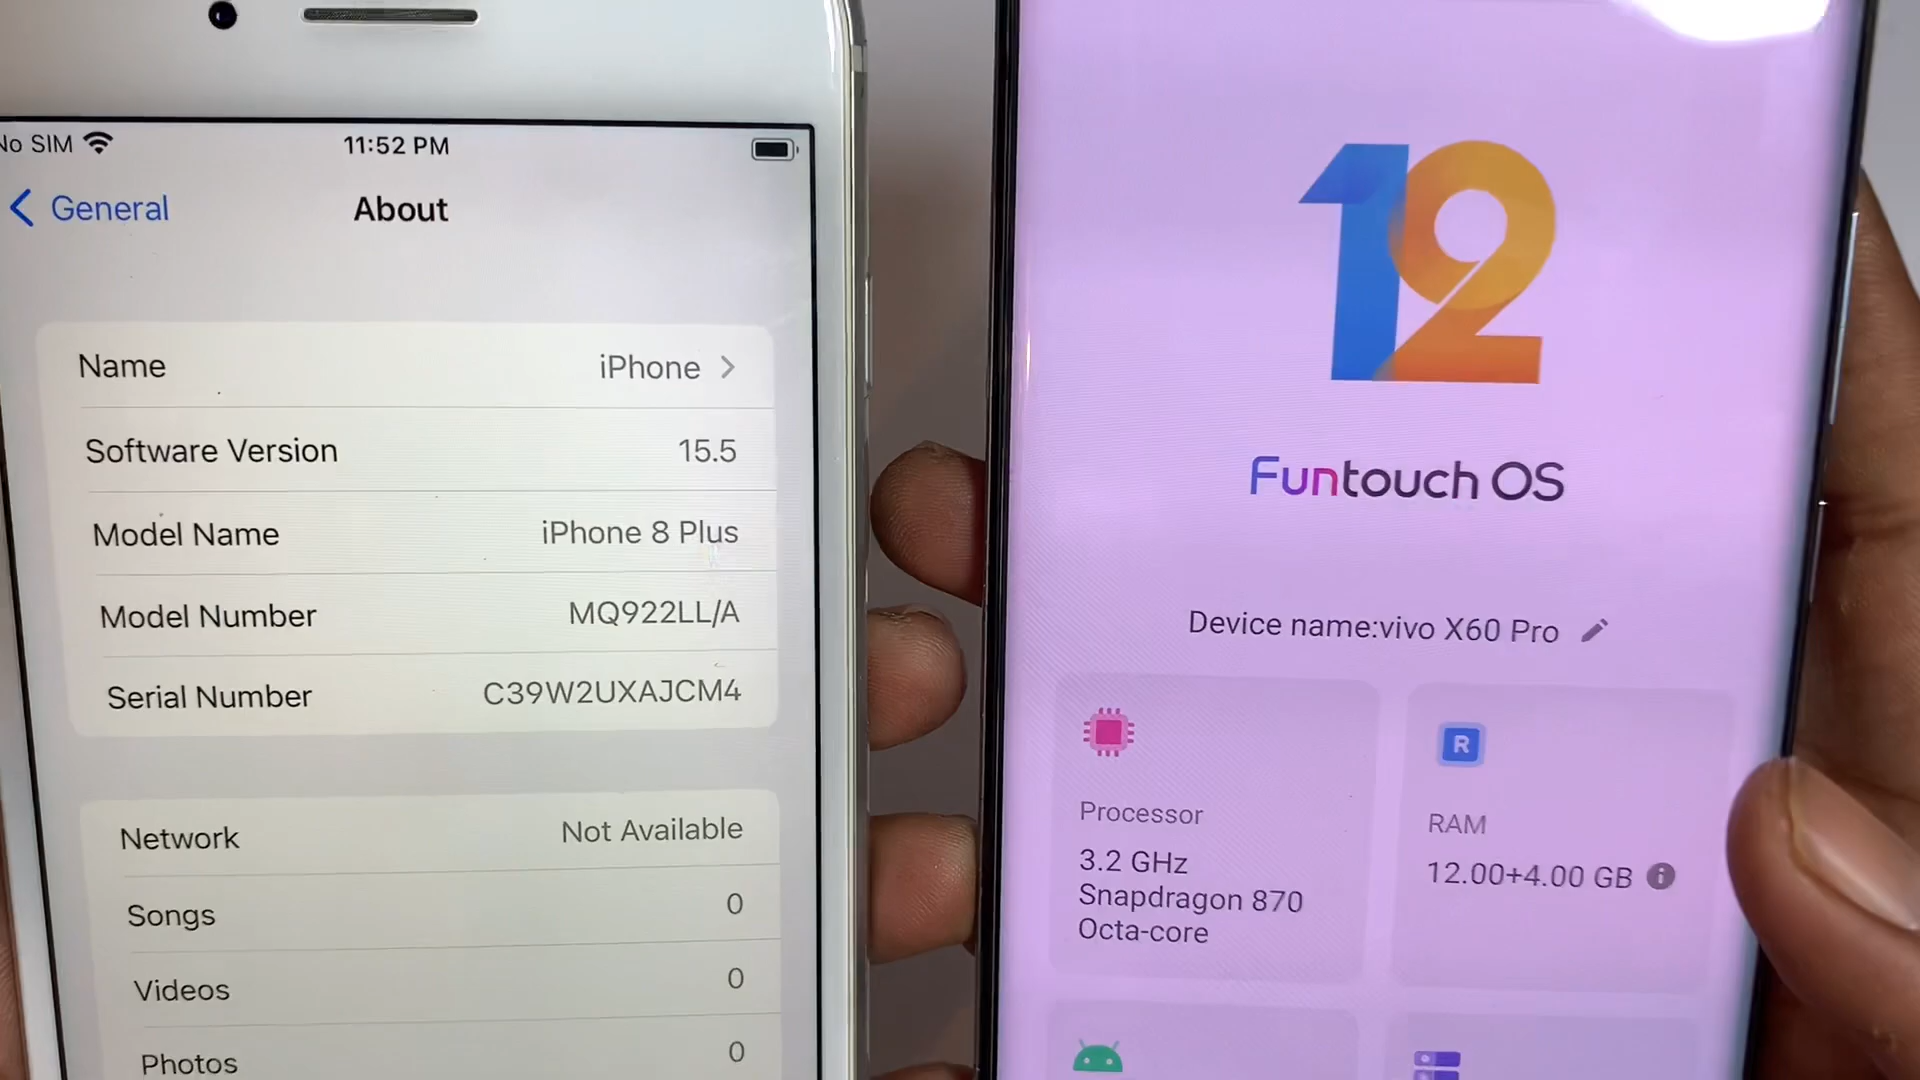 No SIM
11:52 PM
General
About
Name
iPhone
Software Version
15.5
Model Name
iPhone 8 Plus
Model Number
MQ922LL/A
Serial Number
C39W2UXAJCM4
Network
Not Available
Songs
0
Videos
0
Photos
0
12
Funtouch OS
Device name:vivo X60 Pro
Processor
3.2 GHz
Snapdragon 870
Octa-core
R
RAM
12.00+4.00 GB